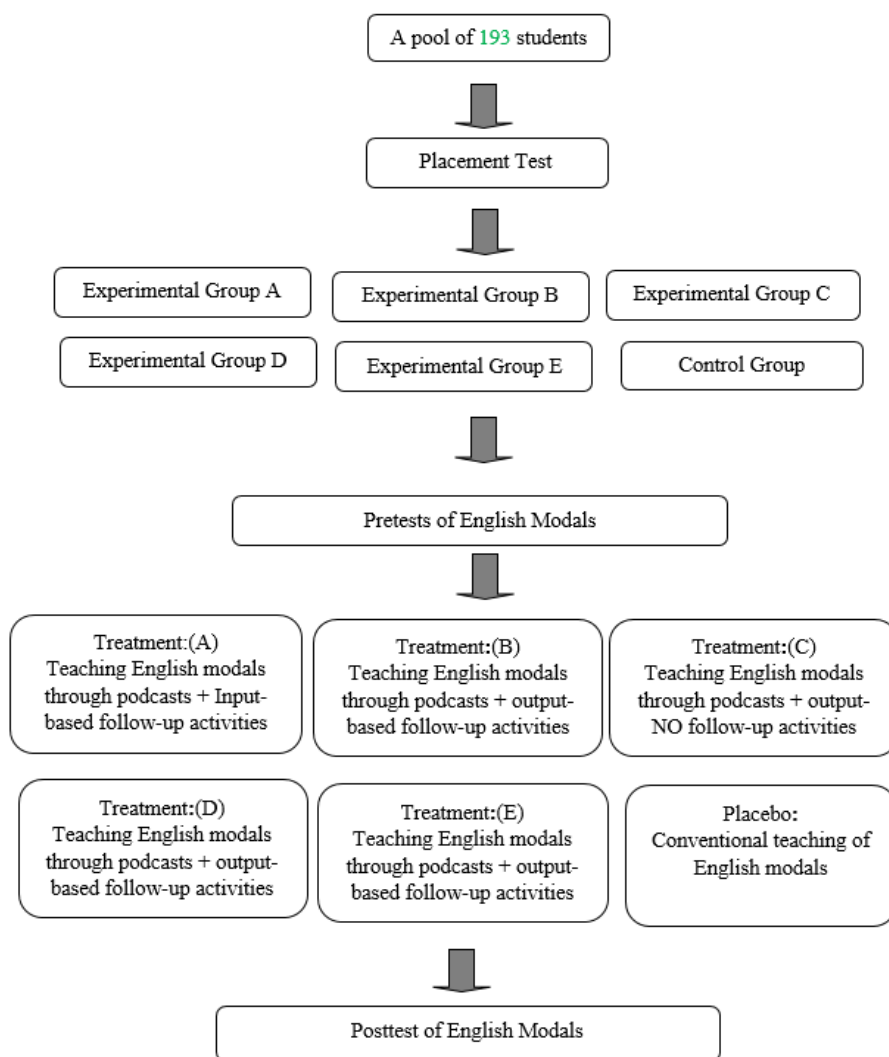 A pool of 193 students
Placement Test
Experimental Group A
Experimental Group B
Experimental Group C
Experimental Group D
Experimental Group E
Control Group
Pretests of English Modals
Treatment:(A)
Teaching English modals
through podcasts + Input-
based follow-up activities
Treatment:(B)
Teaching English modals
through podcasts + output-
based follow-up activities
Treatment:(C)
Teaching English modals
through podcasts + output-
NO follow-up activities
Treatment:(D)
Teaching English modals
through podcasts + output-
based follow-up activities
Treatment:(E)
Teaching English modals
through podcasts + output-
based follow-up activities
Placebo:
Conventional teaching of
English modals
Posttest of English Modals